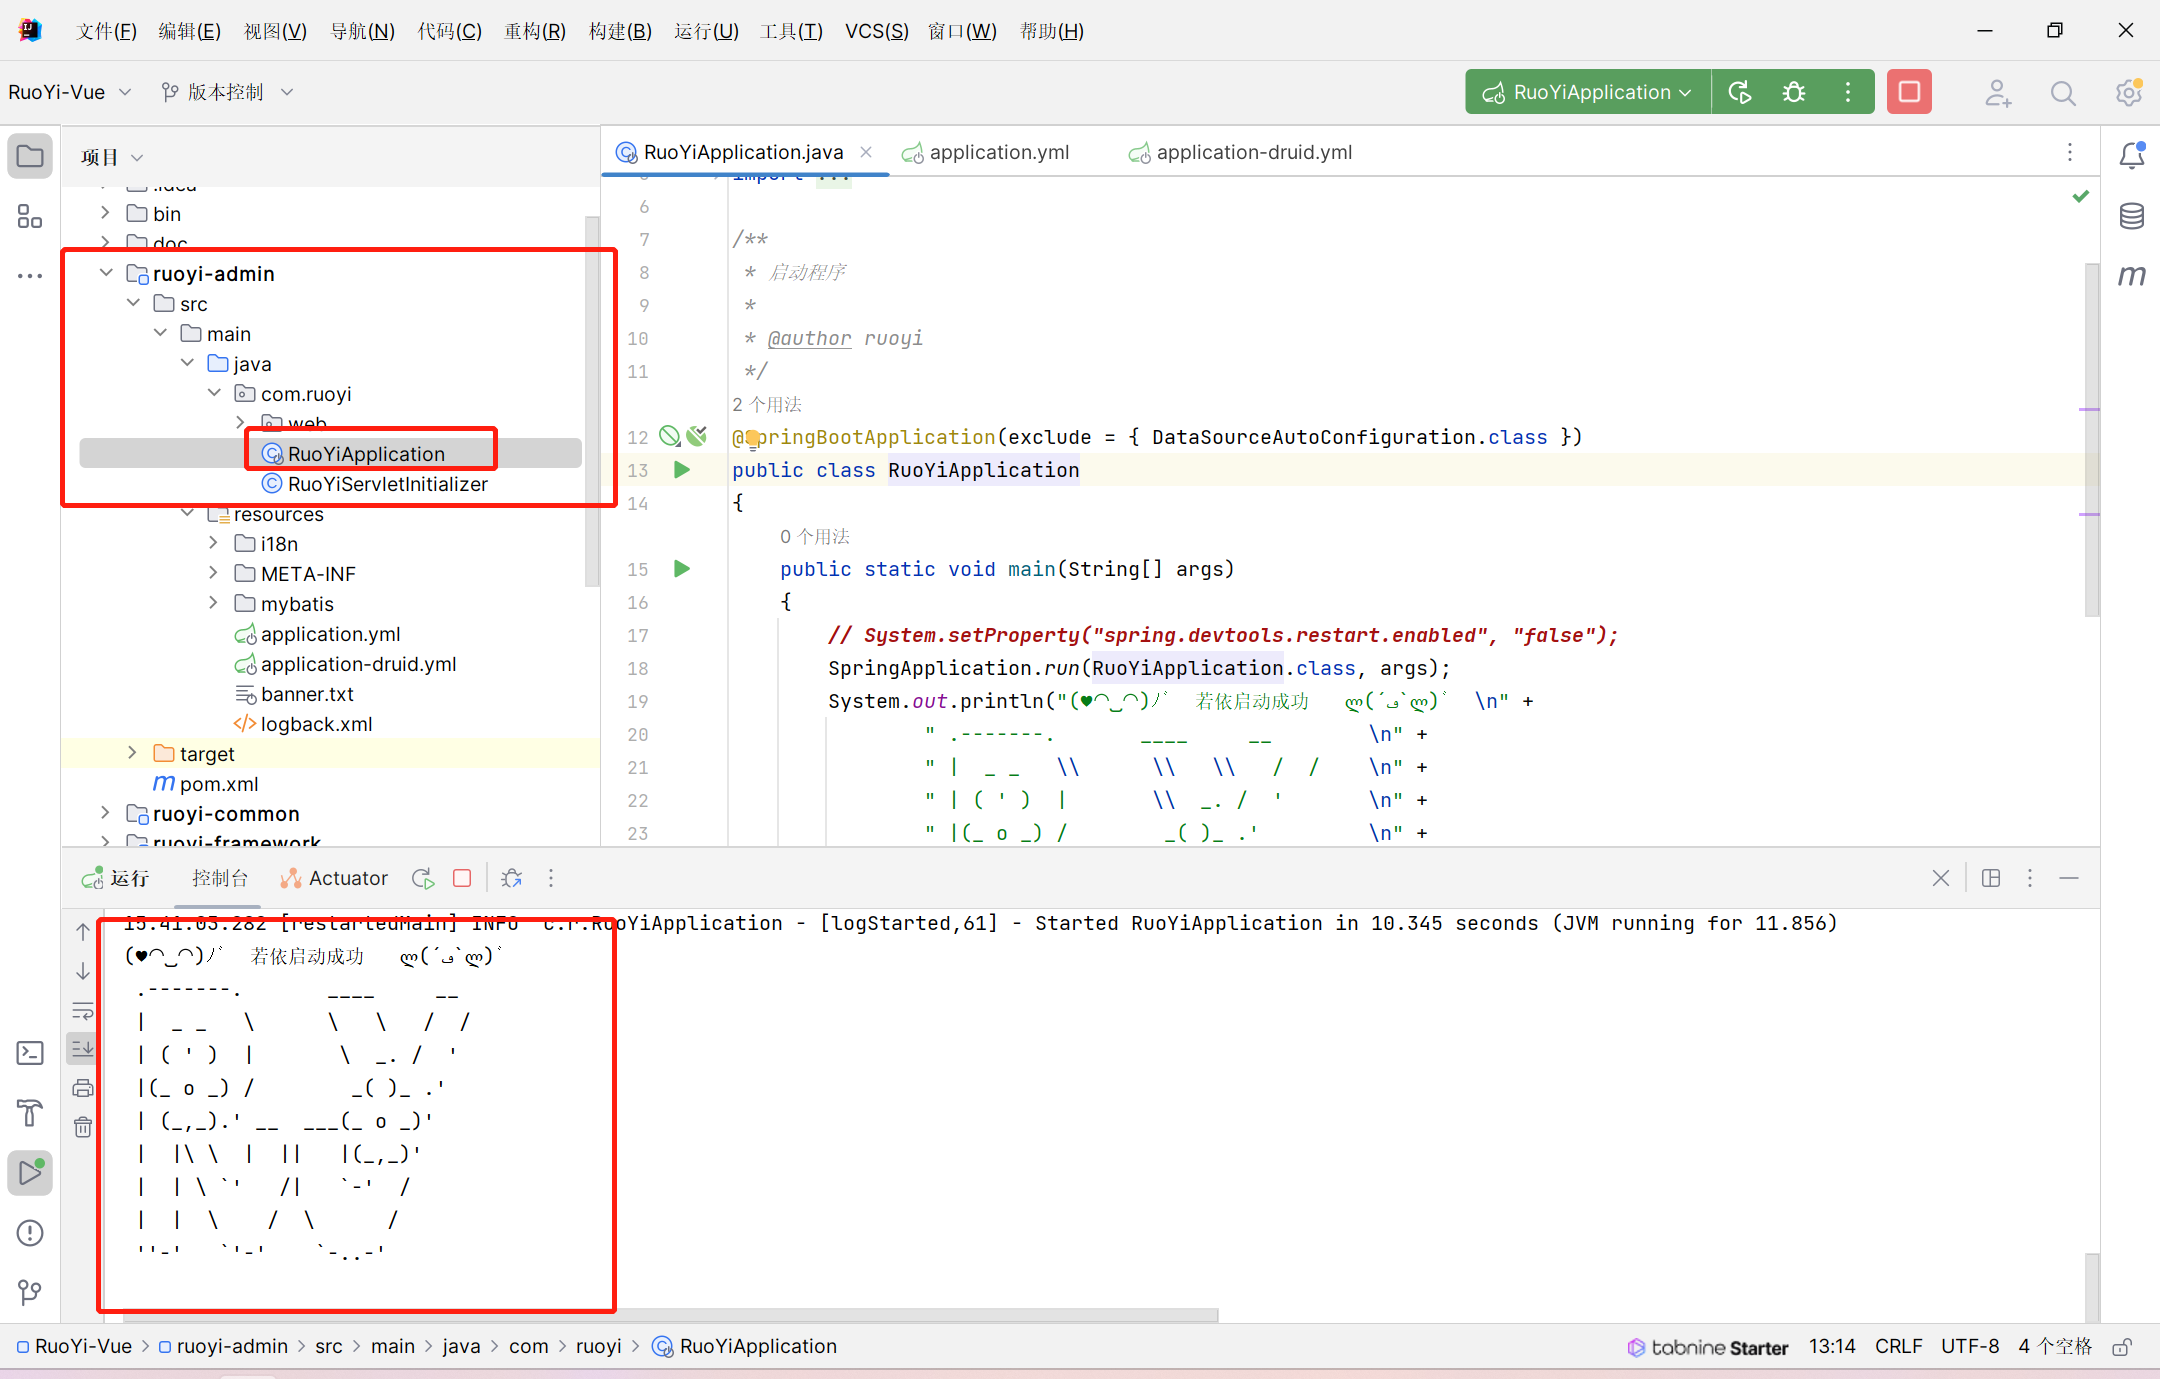 文件(F) 编辑(E) 视图(V) 导航(N) 代码(C) 重构(R) 构建(B) 运行(U) 工具(T) VCS(S) 窗口(W) 帮助(H)
RuoYi-Vue 版本控制 RuoYiApplication
项目
.idea
bin
doc
ruoyi-admin
src
main
java
com.ruoyi
web
RuoYiApplication
RuoYiServletInitializer
resources
i18n
META-INF
mybatis
application.yml
application-druid.yml
banner.txt
logback.xml
target
pom.xml
ruoyi-common
ruoyi-framework
RuoYiApplication.java application.yml application-druid.yml
import ...
6
7 /**
8 * 启动程序
9 *
10 * @author ruoyi
11 */
2 个用法
12 @SpringBootApplication(exclude = { DataSourceAutoConfiguration.class })
13 public class RuoYiApplication
14 {
0 个用法
15 public static void main(String[] args)
16 {
17 // System.setProperty("spring.devtools.restart.enabled", "false");
18 SpringApplication.run(RuoYiApplication.class, args);
19 System.out.println("(♥◠‿◠)ノ゙  若依启动成功   ლ(´ڡ`ლ)゙  \n" +
20 " .-------.       ____     __        \n" +
21 " |  _ _   \\      \\   \\   /  /    \n" +
22 " | ( ' )  |       \\  _. /  '       \n" +
23 " |(_ o _) /        _( )_ .'         \n" +
运行 控制台 Actuator
15:41:05.282 [restartedMain] INFO  c.r.RuoYiApplication - [logStarted,61] - Started RuoYiApplication in 10.345 seconds (JVM running for 11.856)
(♥◠‿◠)ノ゙  若依启动成功   ლ(´ڡ`ლ)゙
 .-------.       ____     __
 |  _ _   \      \   \   /  /
 | ( ' )  |       \  _. /  '
 |(_ o _) /        _( )_ .'
 | (_,_).' __  ___(_ o _)'
 |  |\ \  |  ||   |(_,_)'
 |  | \ `'   /|   `-'  /
 |  |  \    /  \      /
 ''-'   `'-'    `-..-'
RuoYi-Vue > ruoyi-admin > src > main > java > com > ruoyi > RuoYiApplication tabnine Starter 13:14 CRLF UTF-8 4 个空格